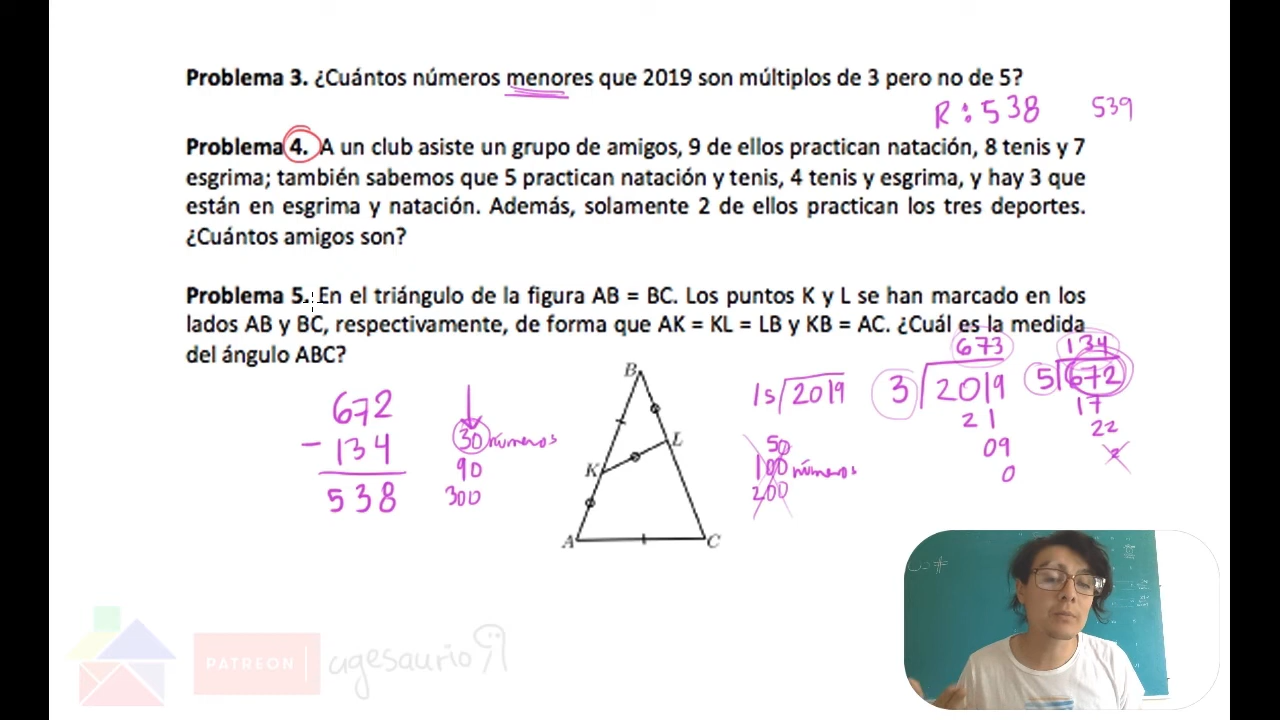 Problema 3. ¿Cuántos números menores que 2019 son múltiplos de 3 pero no de 5?
R: 538 539
Problema 4. A un club asiste un grupo de amigos, 9 de ellos practican natación, 8 tenis y 7
esgrima; también sabemos que 5 practican natación y tenis, 4 tenis y esgrima, y hay 3 que
están en esgrima y natación. Además, solamente 2 de ellos practican los tres deportes.
¿Cuántos amigos son?
Problema 5. En el triángulo de la figura AB = BC. Los puntos K y L se han marcado en los
lados AB y BC, respectivamente, de forma que AK = KL = LB y KB = AC. ¿Cuál es la medida
del ángulo ABC?
672
- 134
538
30 números
90
300
B
K
L
A
C
15 2019
50
100 números
200
673
3 2019
21
09
0
134
5 672
17
22
2
PATREON
agesaurio